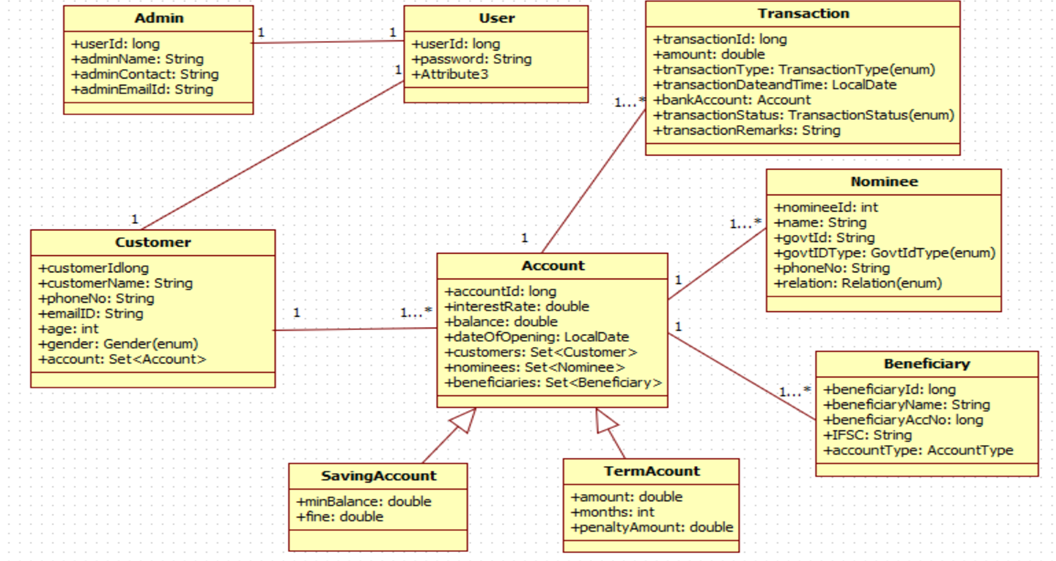 Admin
+userId: long
+adminName: String
+adminContact: String
+adminEmailId: String
1
1
User
+userId: long
+password: String
+Attribute3
1
1
Transaction
+transactionId: long
+amount: double
+transactionType: TransactionType(enum)
+transactionDateandTime: LocalDate
+bankAccount: Account
+transactionStatus: TransactionStatus(enum)
+transactionRemarks: String
1...*
1
Nominee
+nomineeId: int
+name: String
+govtId: String
+govtIDType: GovtIdType(enum)
+phoneNo: String
+relation: Relation(enum)
1...*
1
Customer
+customerIdlong
+customerName: String
+phoneNo: String
+emailID: String
+age: int
+gender: Gender(enum)
+account: Set<Account>
1
1...*
Account
+accountId: long
+interestRate: double
+balance: double
+dateOfOpening: LocalDate
+customers: Set<Customer>
+nominees: Set<Nominee>
+beneficiaries: Set<Beneficiary>
1
1...*
Beneficiary
+beneficiaryId: long
+beneficiaryName: String
+beneficiaryAccNo: long
+IFSC: String
+accountType: AccountType
SavingAccount
+minBalance: double
+fine: double
TermAcount
+amount: double
+months: int
+penaltyAmount: double